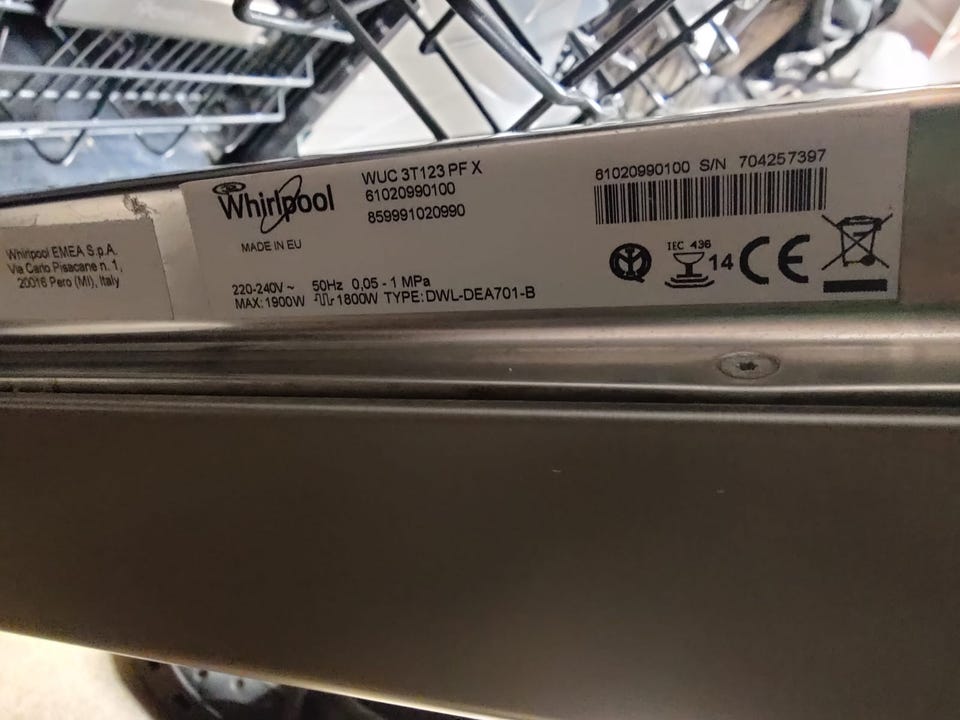 Whirlpool EMEA S.p.A.
Via Carlo Pisacane n. 1,
20016 Pero (MI), Italy
Whirlpool
MADE IN EU
WUC 3T123 PF X
61020990100
859991020990
220-240V ~ 50Hz 0,05 - 1 MPa
MAX: 1900W 1800W TYPE: DWL-DEA701-B
61020990100 S/N 704257397
IEC 436
14
CE